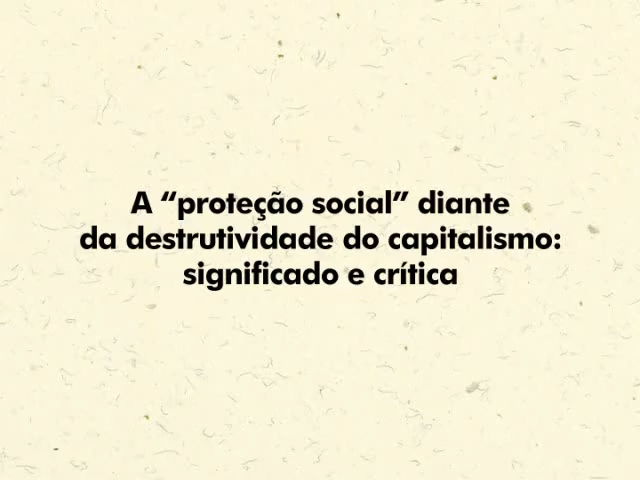 A “proteção social” diante
da destrutividade do capitalismo:
significado e crítica